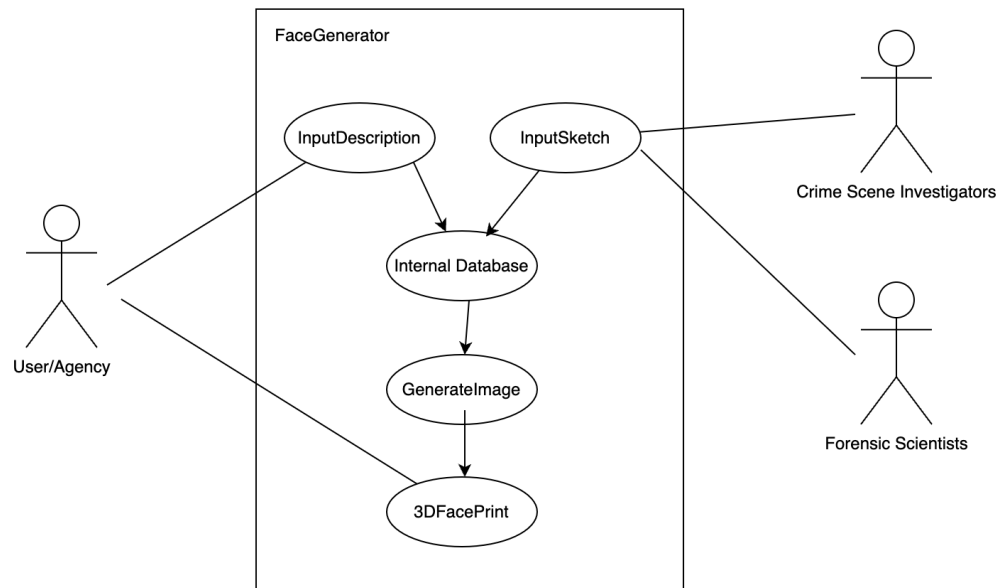 FaceGenerator
InputDescription
InputSketch
Crime Scene Investigators
Internal Database
User/Agency
GenerateImage
Forensic Scientists
3DFacePrint